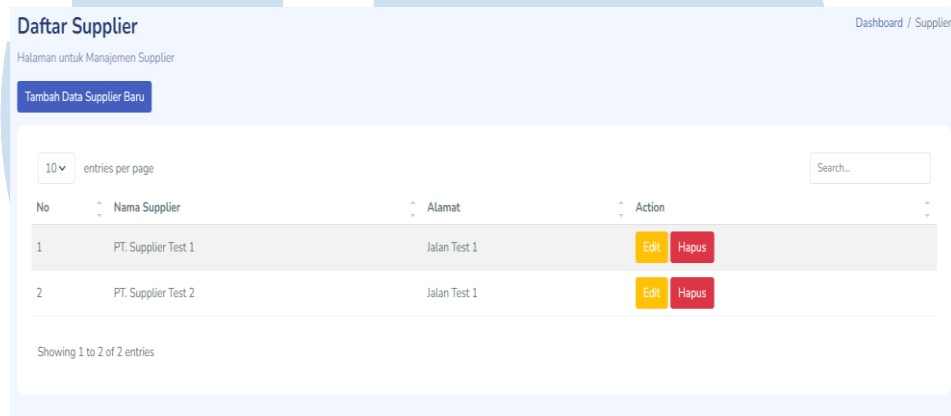 Daftar Supplier
Dashboard / Supplier
Halaman untuk Manajemen Supplier
Tambah Data Supplier Baru
10 entries per page
Search...
No Nama Supplier Alamat Action
1 PT. Supplier Test 1 Jalan Test 1 Edit Hapus
2 PT. Supplier Test 2 Jalan Test 1 Edit Hapus
Showing 1 to 2 of 2 entries